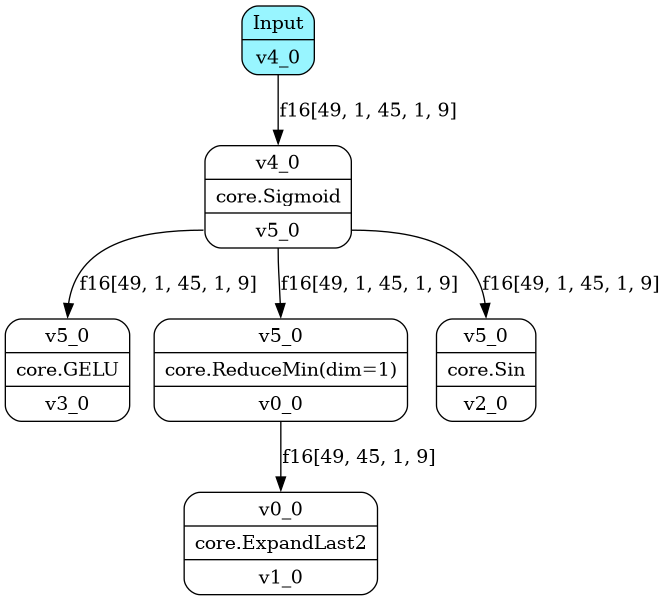 Input
v4_0
f16[49, 1, 45, 1, 9]
v4_0
core.Sigmoid
v5_0
f16[49, 1, 45, 1, 9]
f16[49, 1, 45, 1, 9]
f16[49, 1, 45, 1, 9]
v5_0
core.GELU
v3_0
v5_0
core.ReduceMin(dim=1)
v0_0
v5_0
core.Sin
v2_0
f16[49, 45, 1, 9]
v0_0
core.ExpandLast2
v1_0